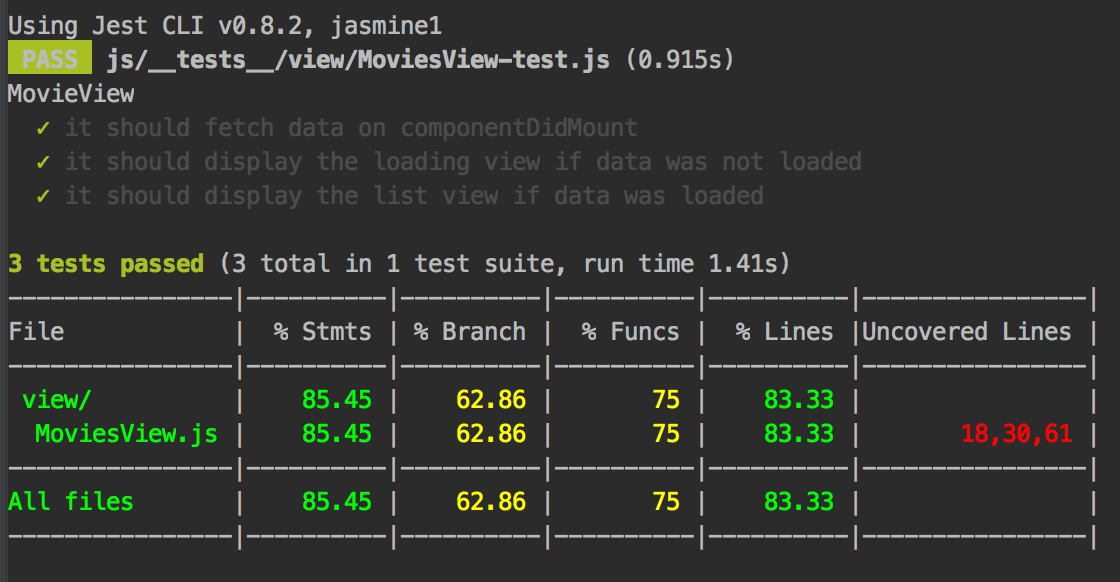 Using Jest CLI v0.8.2, jasmine1
PASS js/__tests__/view/MoviesView-test.js (0.915s)
MovieView
✓ it should fetch data on componentDidMount
✓ it should display the loading view if data was not loaded
✓ it should display the list view if data was loaded
3 tests passed (3 total in 1 test suite, run time 1.41s)
----------------|----------|----------|----------|----------|----------------|
File | % Stmts | % Branch | % Funcs | % Lines |Uncovered Lines |
----------------|----------|----------|----------|----------|----------------|
view/ | 85.45 | 62.86 | 75 | 83.33 | |
MoviesView.js | 85.45 | 62.86 | 75 | 83.33 | 18,30,61 |
----------------|----------|----------|----------|----------|----------------|
All files | 85.45 | 62.86 | 75 | 83.33 | |
----------------|----------|----------|----------|----------|----------------|